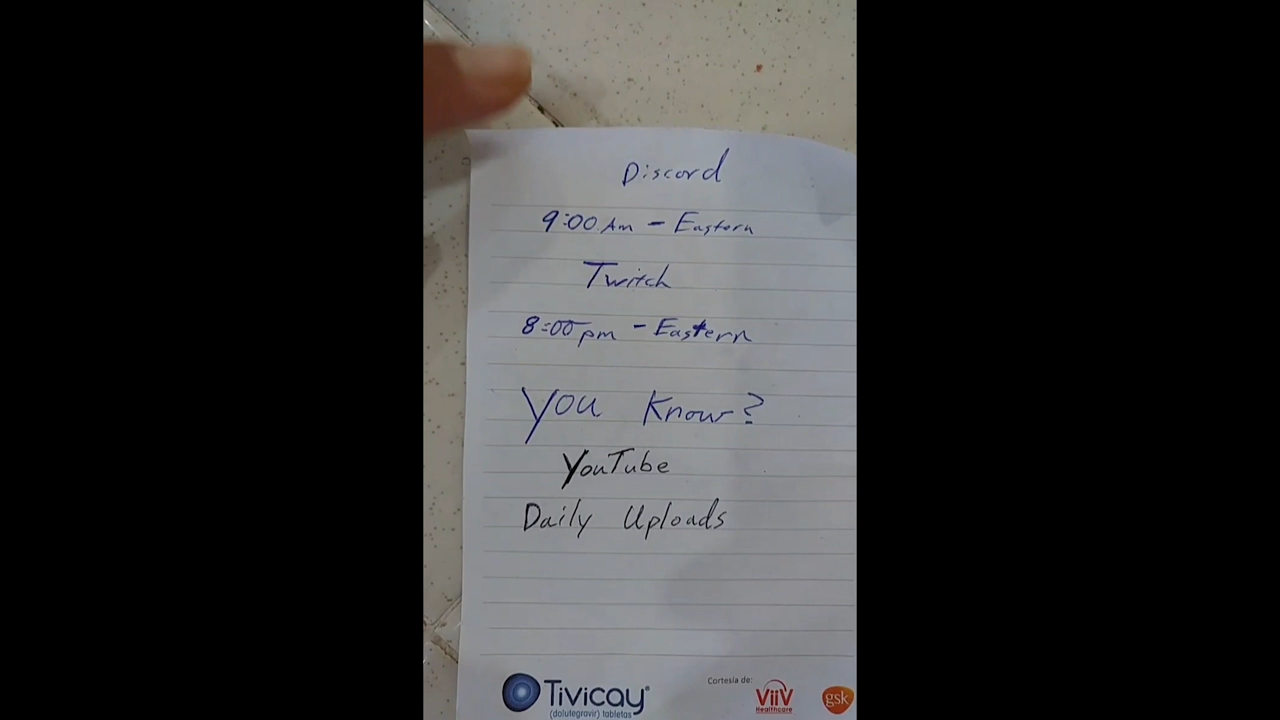 Discord
9:00 Am - Eastern
Twitch
8:00 pm - Eastern
You Know?
YouTube
Daily Uploads
Tivicay®
(dolutegravir) tabletas
Cortesía de:
ViiV
Healthcare
gsk